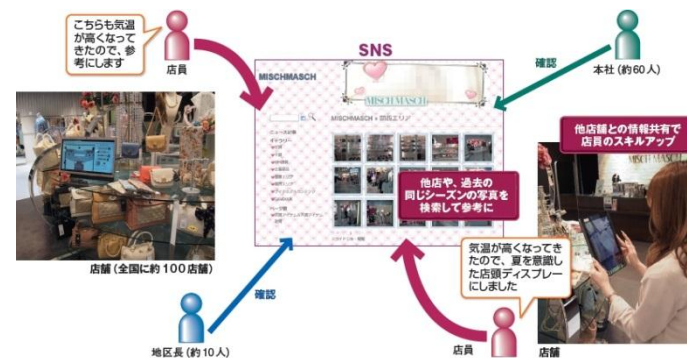 こちらも気温
が高くなって
きたので、参
考にします
店員
SNS
確認
本社（約60人）
MISCHMASCH
MISCHMASCH
他店舗との情報共有で
店員のスキルアップ
他店や、過去の
同じシーズンの写真を
検索して参考に
店舗（全国に約100店舗）
気温が高くなってき
たので、夏を意識し
た店頭ディスプレー
にしました
確認
地区長（約10人）
店員
店舗